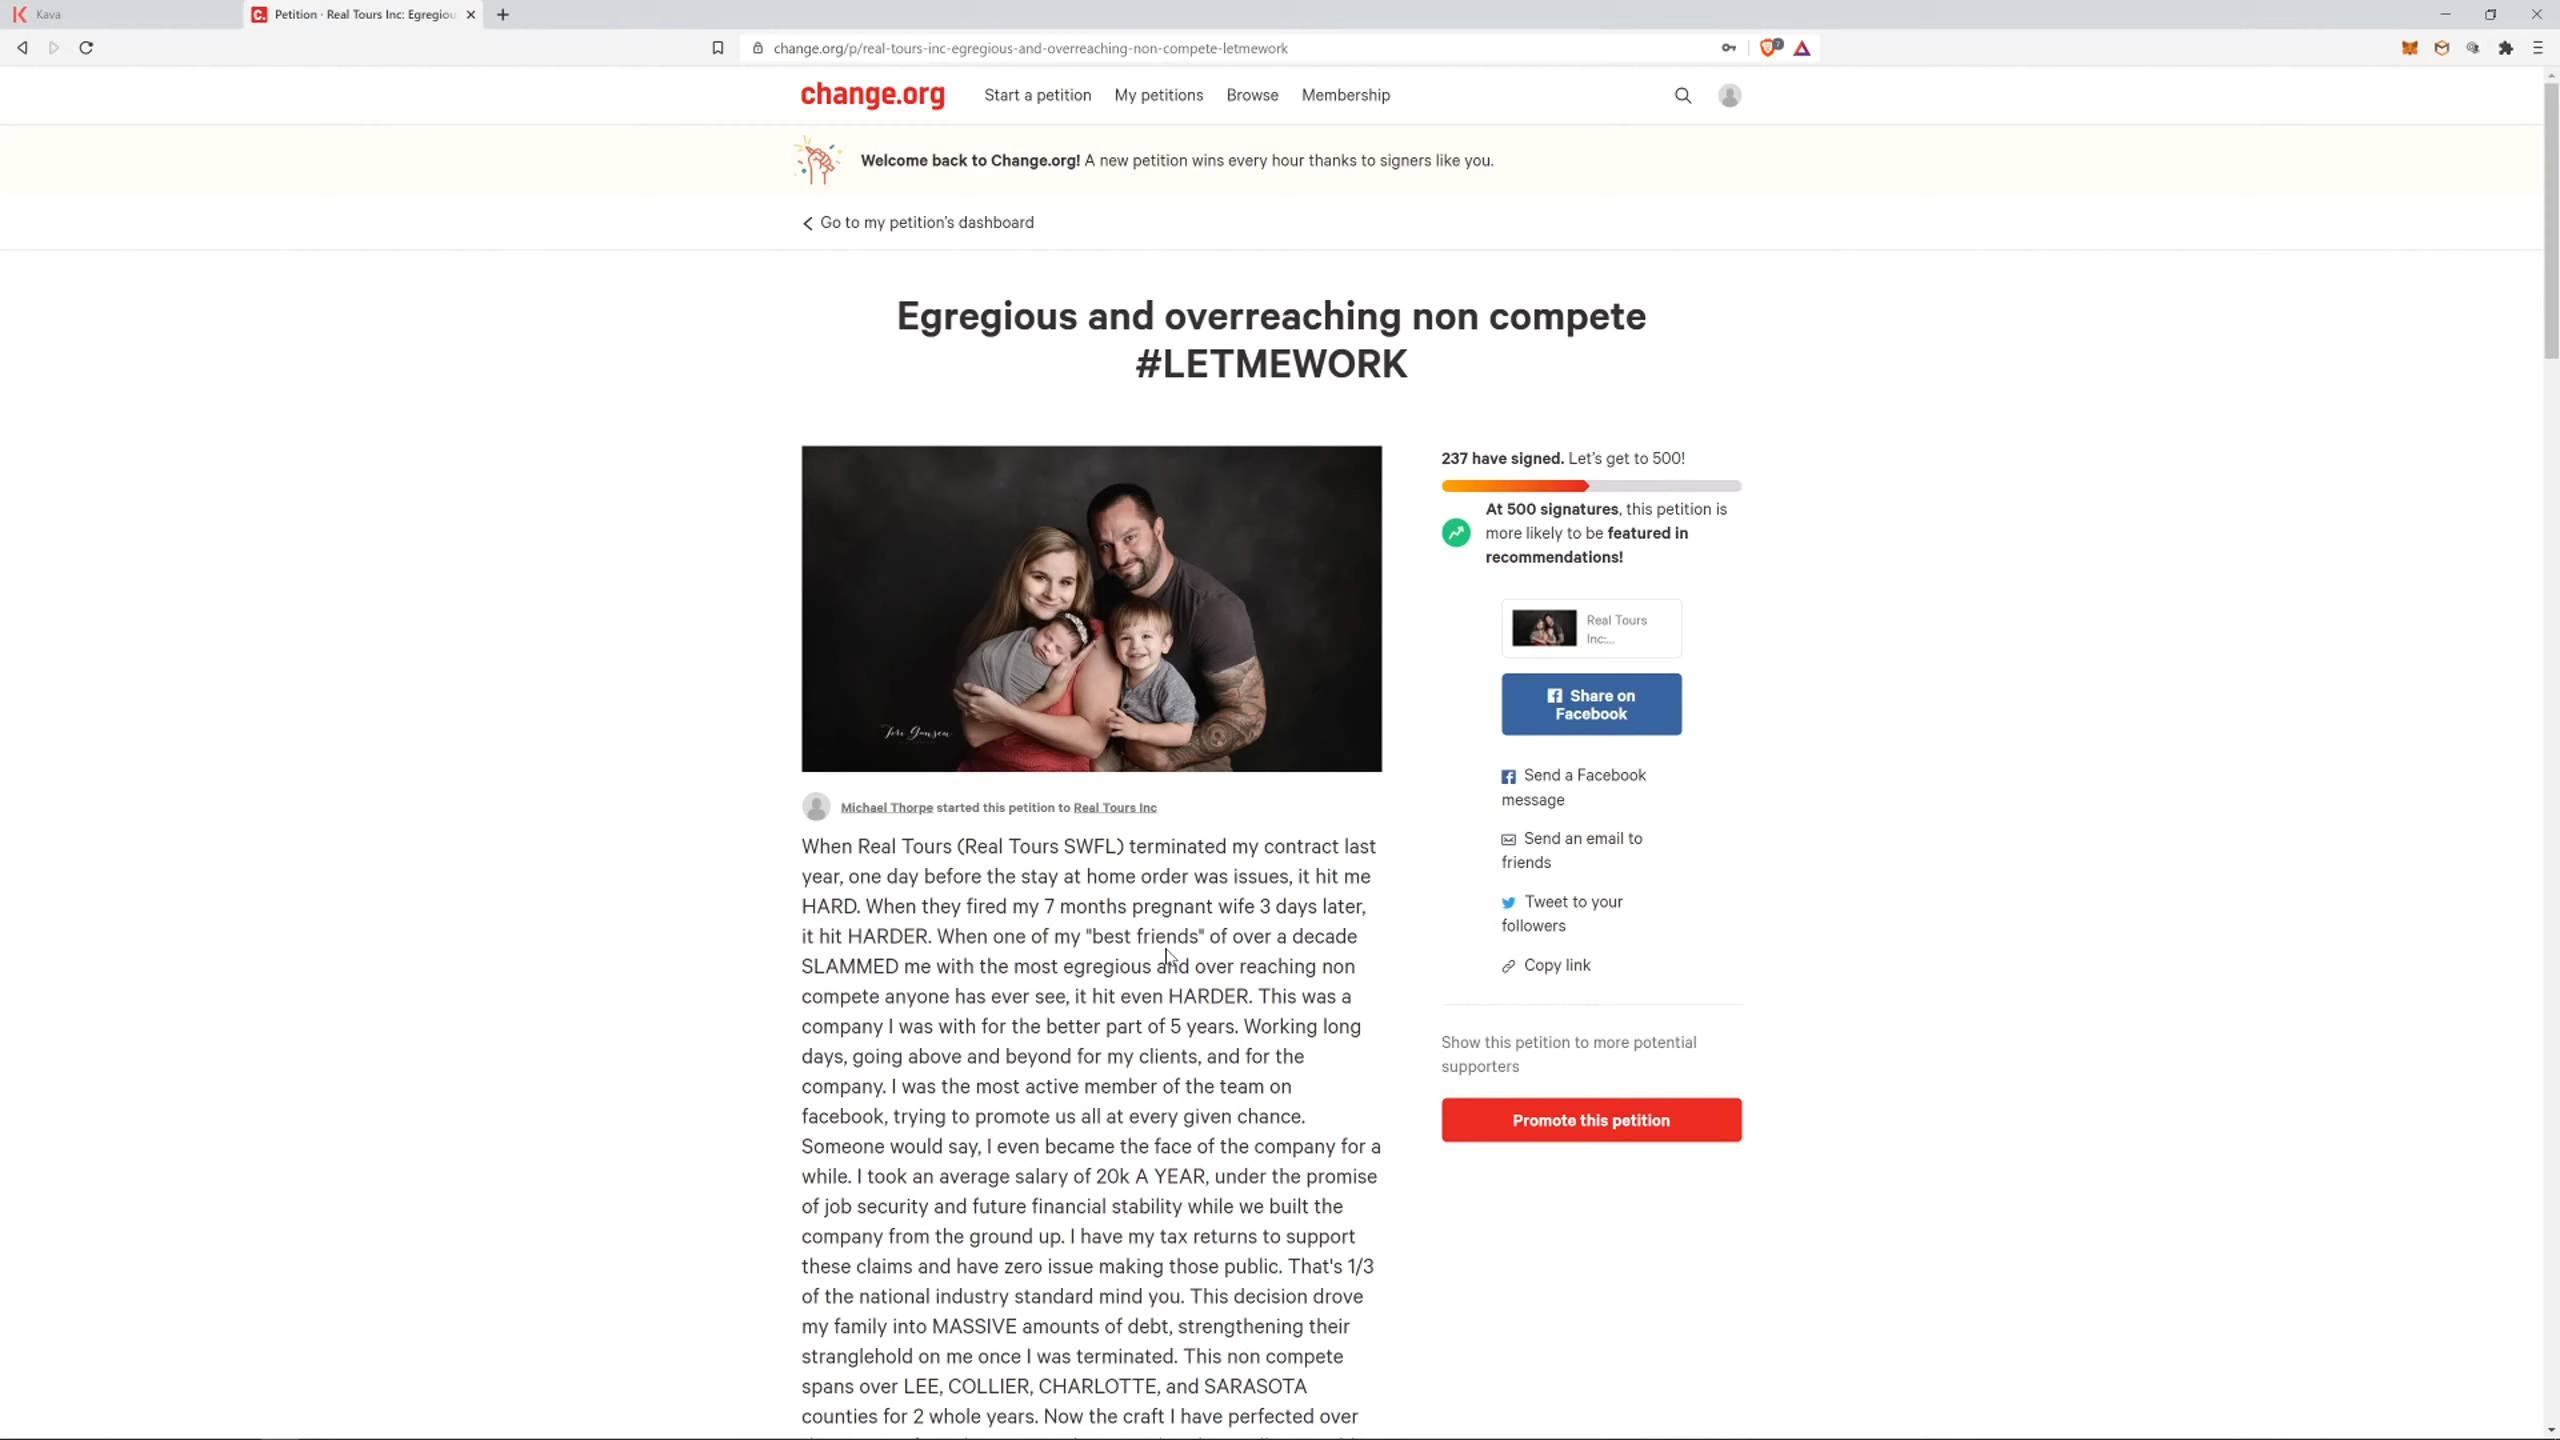 Kava
Petition · Real Tours Inc: Egregiou
change.org/p/real-tours-inc-egregious-and-overreaching-non-compete-letmework
change.org
Start a petition
My petitions
Browse
Membership
Welcome back to Change.org! A new petition wins every hour thanks to signers like you.
Go to my petition's dashboard
Egregious and overreaching non compete
#LETMEWORK
Michael Thorpe started this petition to Real Tours Inc
When Real Tours (Real Tours SWFL) terminated my contract last
year, one day before the stay at home order was issues, it hit me
HARD. When they fired my 7 months pregnant wife 3 days later,
it hit HARDER. When one of my "best friends" of over a decade
SLAMMED me with the most egregious and over reaching non
compete anyone has ever see, it hit even HARDER. This was a
company I was with for the better part of 5 years. Working long
days, going above and beyond for my clients, and for the
company. I was the most active member of the team on
facebook, trying to promote us all at every given chance.
Someone would say, I even became the face of the company for a
while. I took an average salary of 20k A YEAR, under the promise
of job security and future financial stability while we built the
company from the ground up. I have my tax returns to support
these claims and have zero issue making those public. That's 1/3
of the national industry standard mind you. This decision drove
my family into MASSIVE amounts of debt, strengthening their
stranglehold on me once I was terminated. This non compete
spans over LEE, COLLIER, CHARLOTTE, and SARASOTA
counties for 2 whole years. Now the craft I have perfected over
237 have signed. Let's get to 500!
At 500 signatures, this petition is
more likely to be featured in
recommendations!
Real Tours
Inc:...
Share on
Facebook
Send a Facebook
message
Send an email to
friends
Tweet to your
followers
Copy link
Show this petition to more potential
supporters
Promote this petition